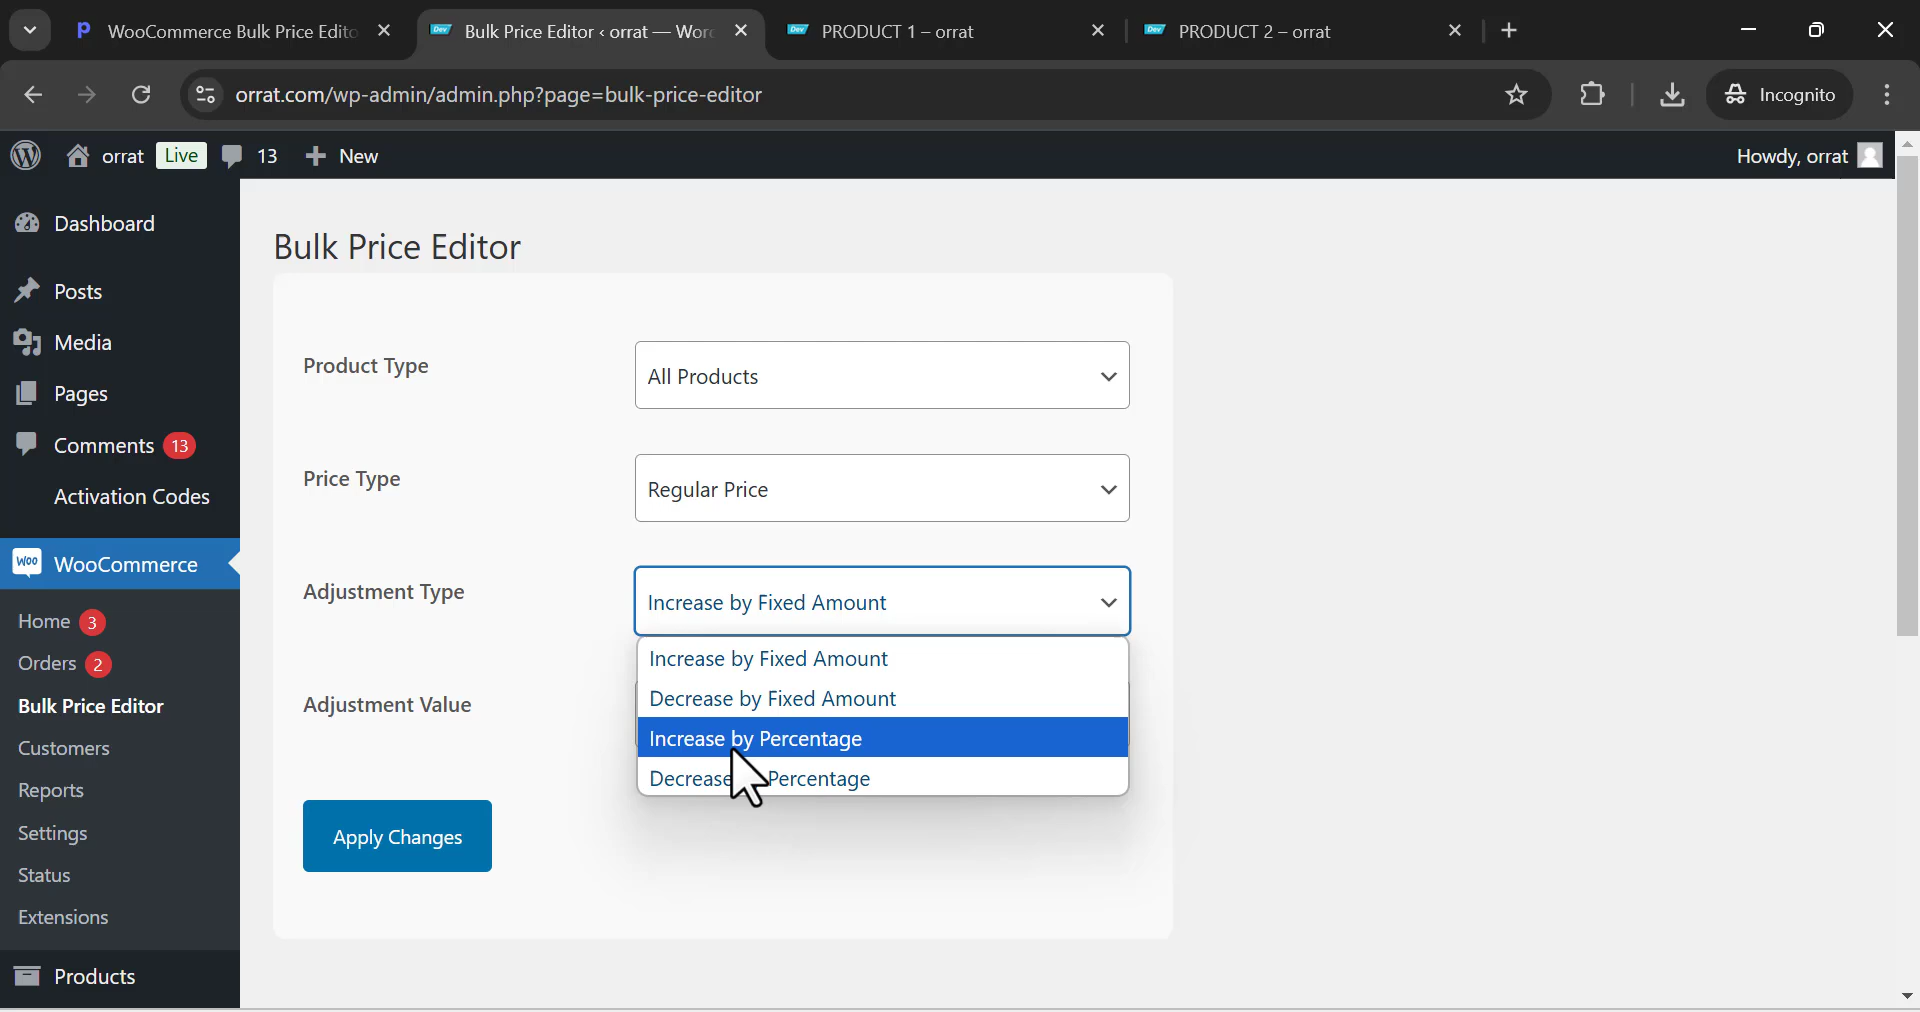 WooCommerce Bulk Price Edito
Bulk Price Editor ‹ orrat — Wor
PRODUCT 1 – orrat
PRODUCT 2 – orrat
orrat.com/wp-admin/admin.php?page=bulk-price-editor
Incognito
orrat
Live
13
New
Howdy, orrat
Dashboard
Posts
Media
Pages
Comments 13
Activation Codes
WooCommerce
Home 3
Orders 2
Bulk Price Editor
Customers
Reports
Settings
Status
Extensions
Products
Bulk Price Editor
Product Type
All Products
Price Type
Regular Price
Adjustment Type
Increase by Fixed Amount
Increase by Fixed Amount
Decrease by Fixed Amount
Increase by Percentage
Decrease Percentage
Adjustment Value
Apply Changes